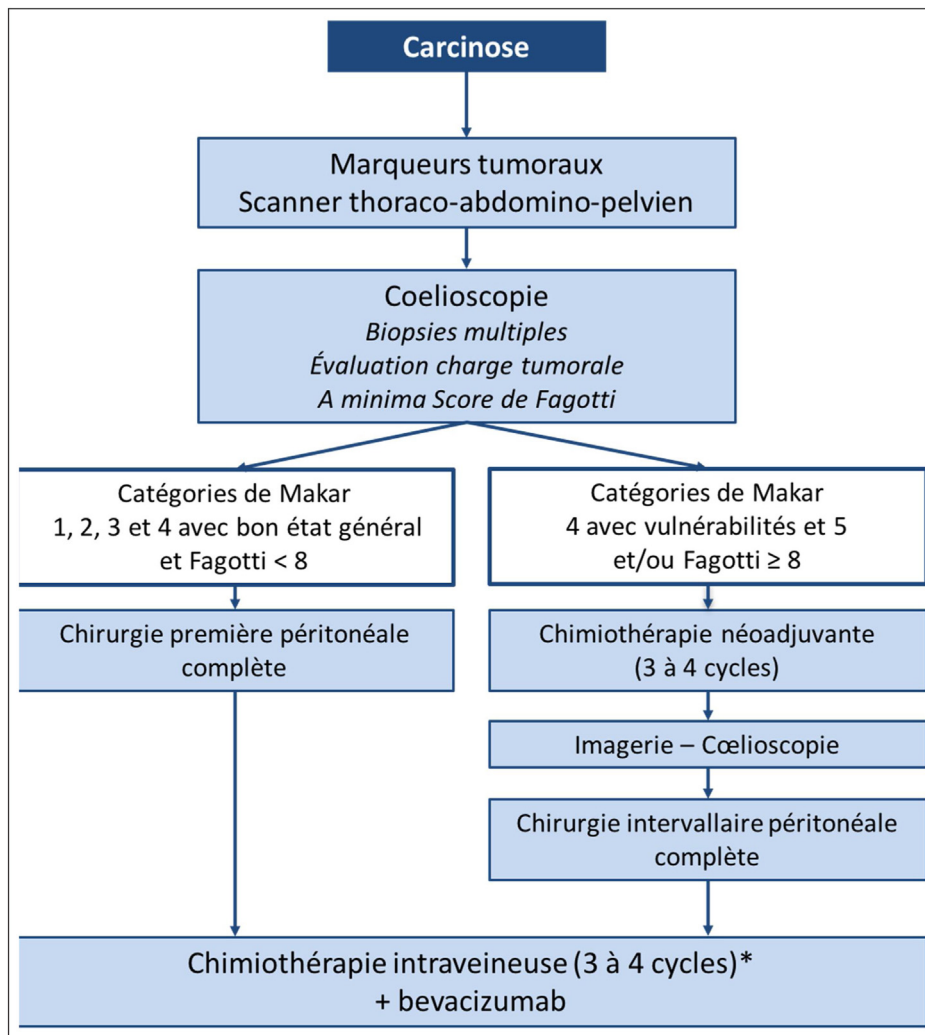 Carcinose
Marqueurs tumoraux
Scanner thoraco-abdomino-pelvien
Coelioscopie
Biopsies multiples
Évaluation charge tumorale
A minima Score de Fagotti
Catégories de Makar
1, 2, 3 et 4 avec bon état général
et Fagotti < 8
Catégories de Makar
4 avec vulnérabilités et 5
et/ou Fagotti ≥ 8
Chirurgie première péritonéale
complète
Chimiothérapie néoadjuvante
(3 à 4 cycles)
Imagerie – Cœlioscopie
Chirurgie intervallaire péritonéale
complète
Chimiothérapie intraveineuse (3 à 4 cycles)*
+ bevacizumab